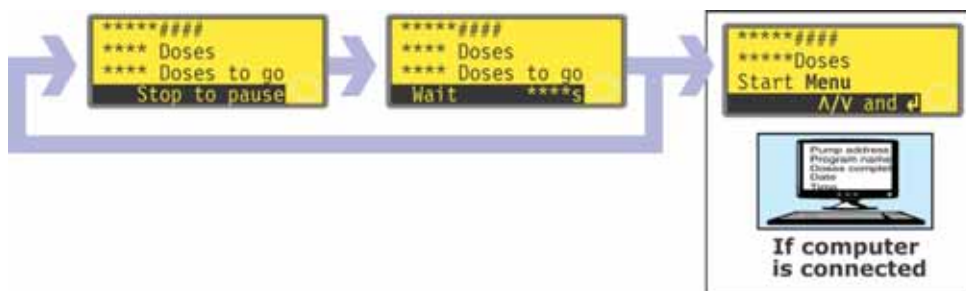 *****####
**** Doses
**** Doses to go
Stop to pause
*****####
**** Doses
**** Doses to go
Wait ****s
*****####
*****Doses
Start Menu
Λ/V and ↲
Pump address
Program name
Doses complet
Date
Time
If computer
is connected